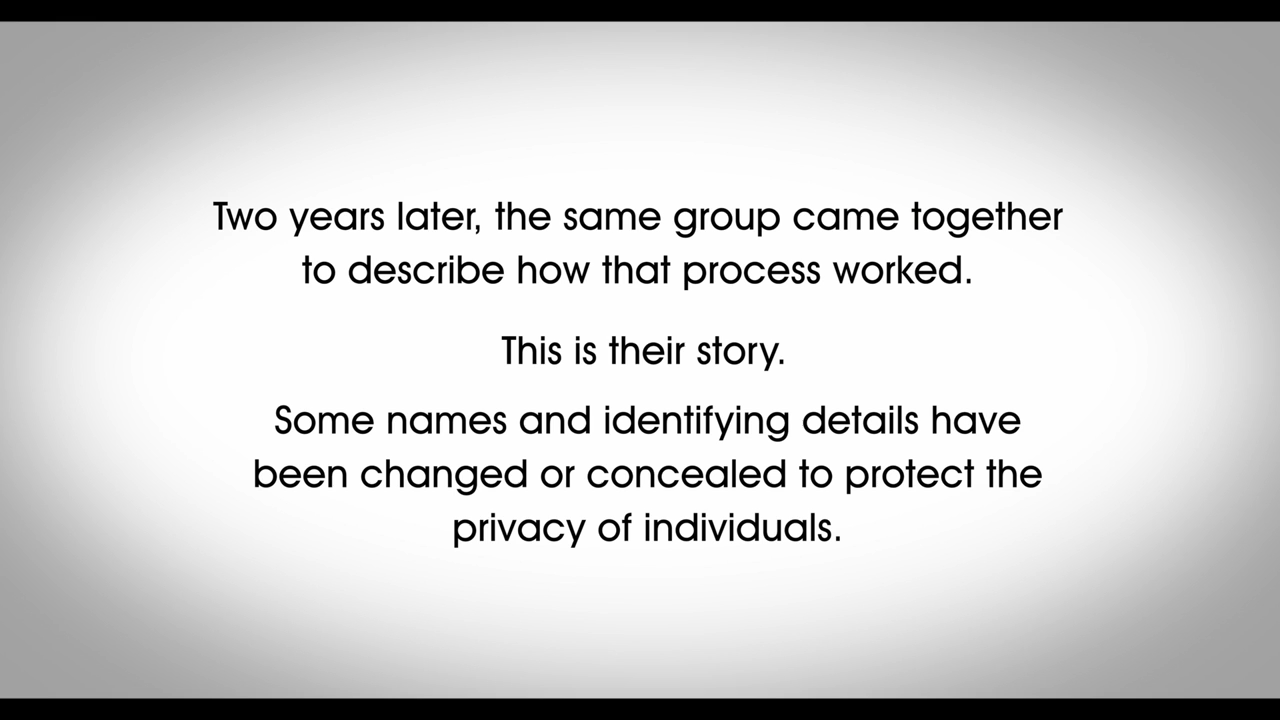 Two years later, the same group came together
to describe how that process worked.
This is their story.
Some names and identifying details have
been changed or concealed to protect the
privacy of individuals.